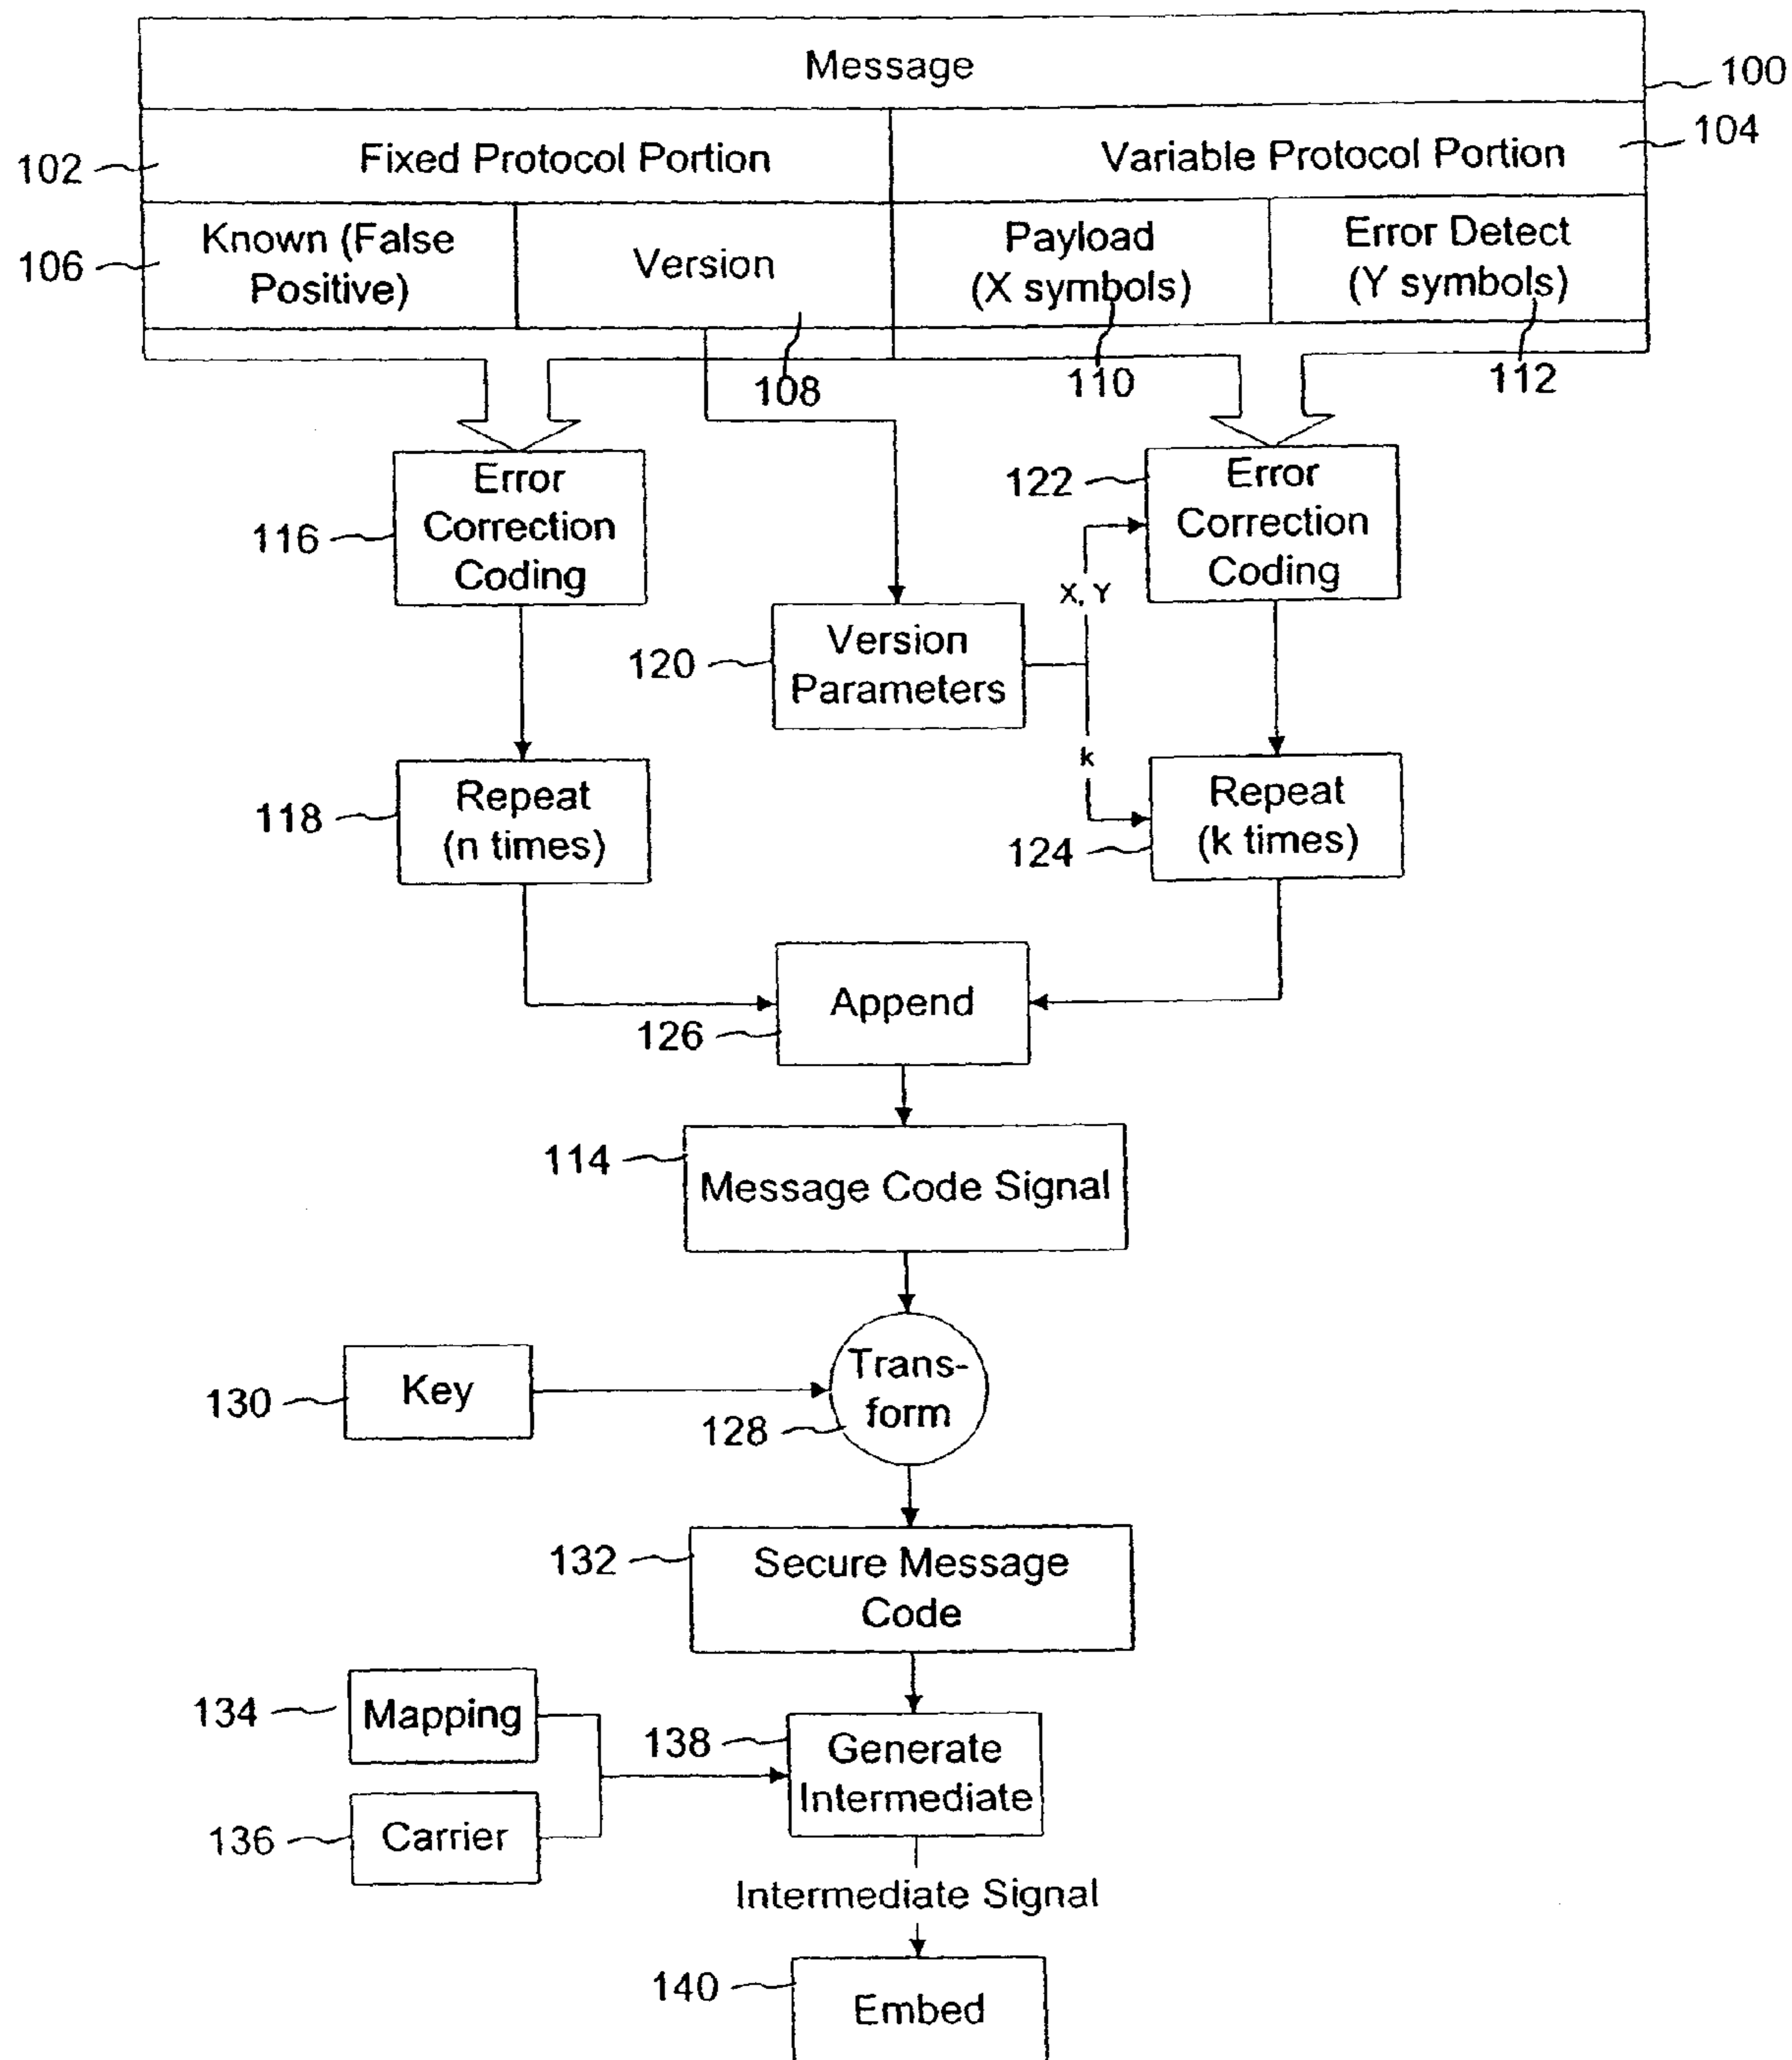 Message
100
102
Fixed Protocol Portion
Variable Protocol Portion
104
106
Known (False
Positive)
Version
Payload
(X symbols)
Error Detect
(Y symbols)
108
110
112
116
Error
Correction
Coding
122
Error
Correction
Coding
X, Y
120
Version
Parameters
k
118
Repeat
(n times)
124
Repeat
(k times)
126
Append
114
Message Code Signal
130
Key
128
Trans-
form
132
Secure Message
Code
134
Mapping
138
Generate
Intermediate
136
Carrier
Intermediate Signal
140
Embed